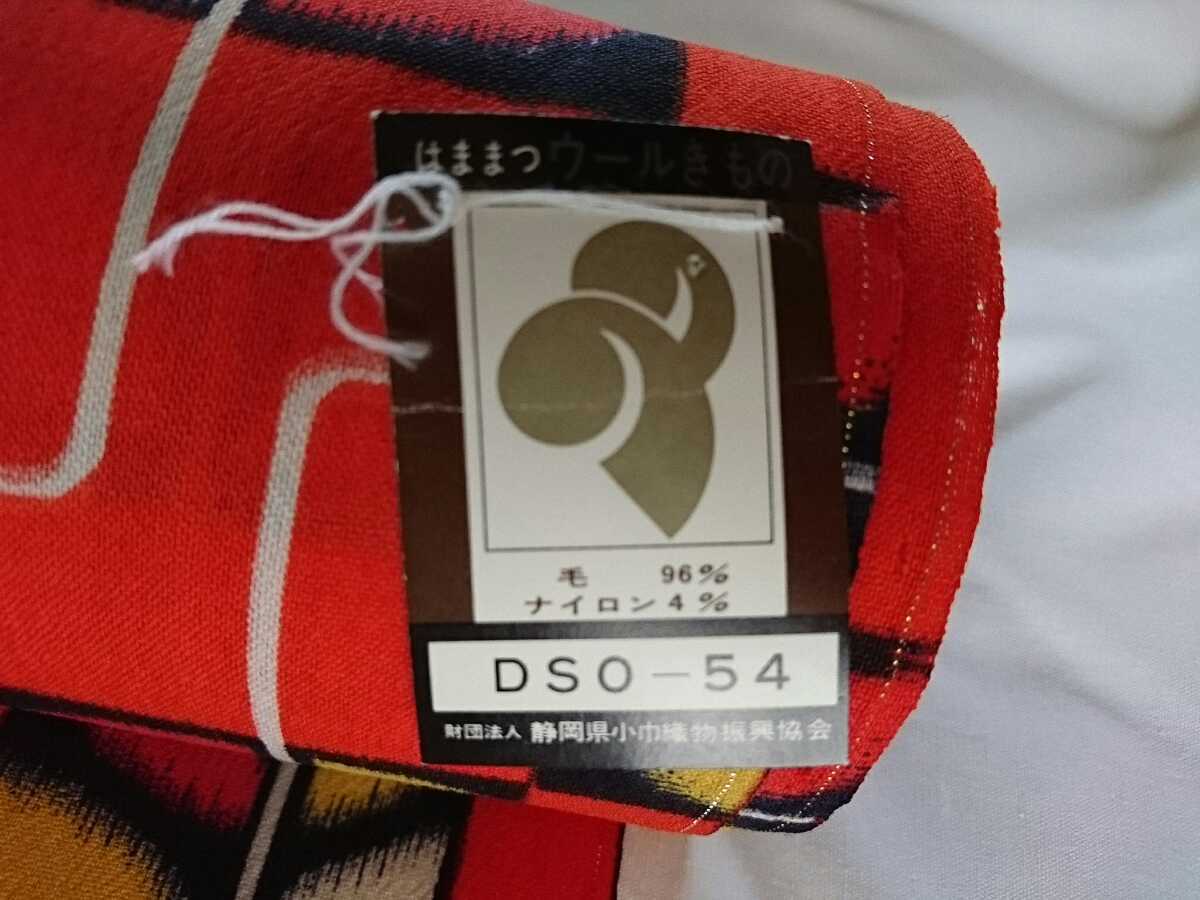 はままつウールきもの
毛 96%
ナイロン 4%
DSO-54
財団法人 静岡県小巾織物振興協会